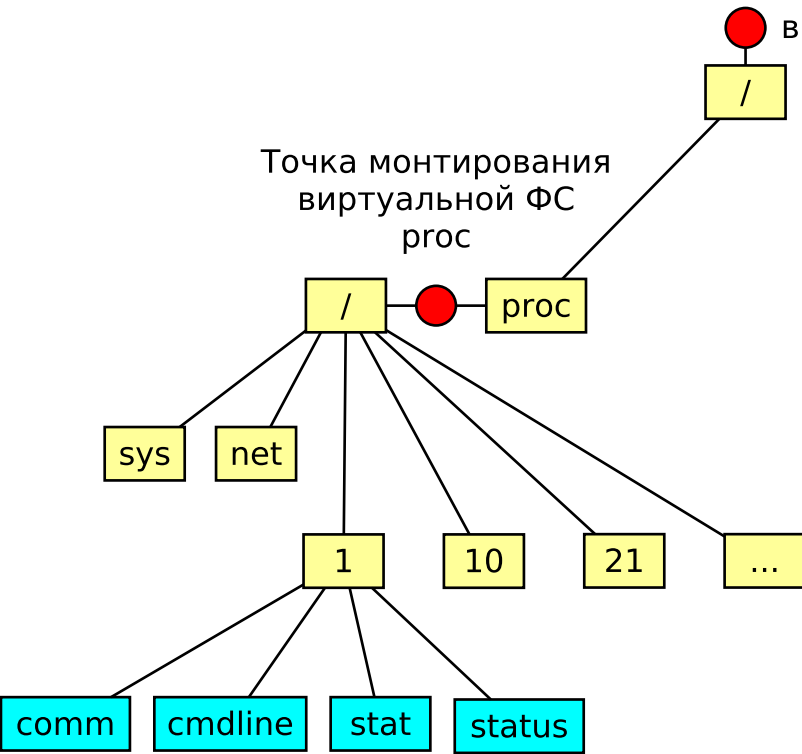 в
/
Точка монтирования
виртуальной ФС
proc
/
proc
sys
net
1
10
21
...
comm
cmdline
stat
status